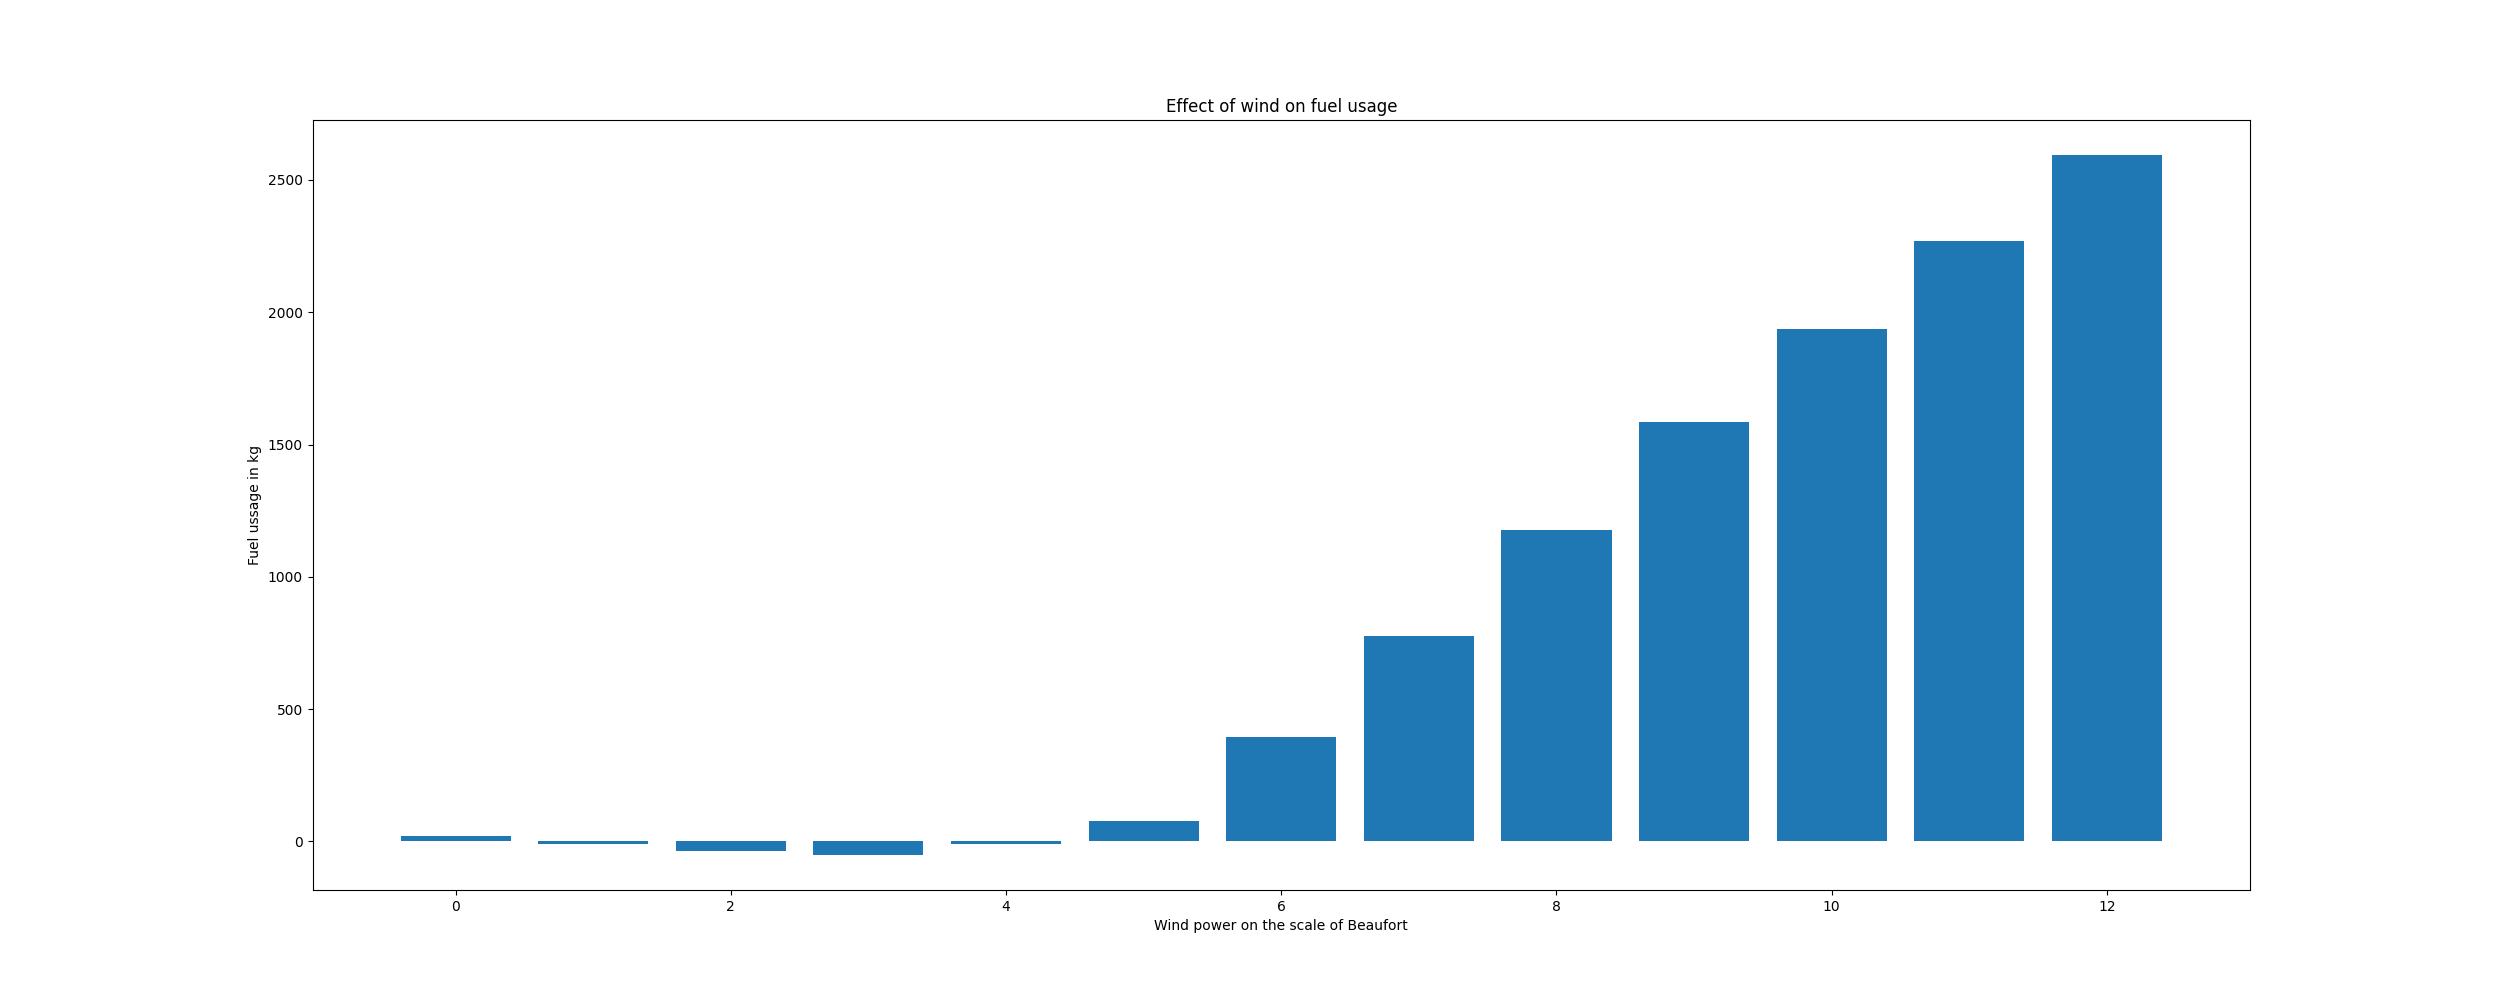 Effect of wind on fuel usage
2500
2000
1500
1000
500
0
Fuel ussage in kg
0 2 4 6 8 10 12
Wind power on the scale of Beaufort